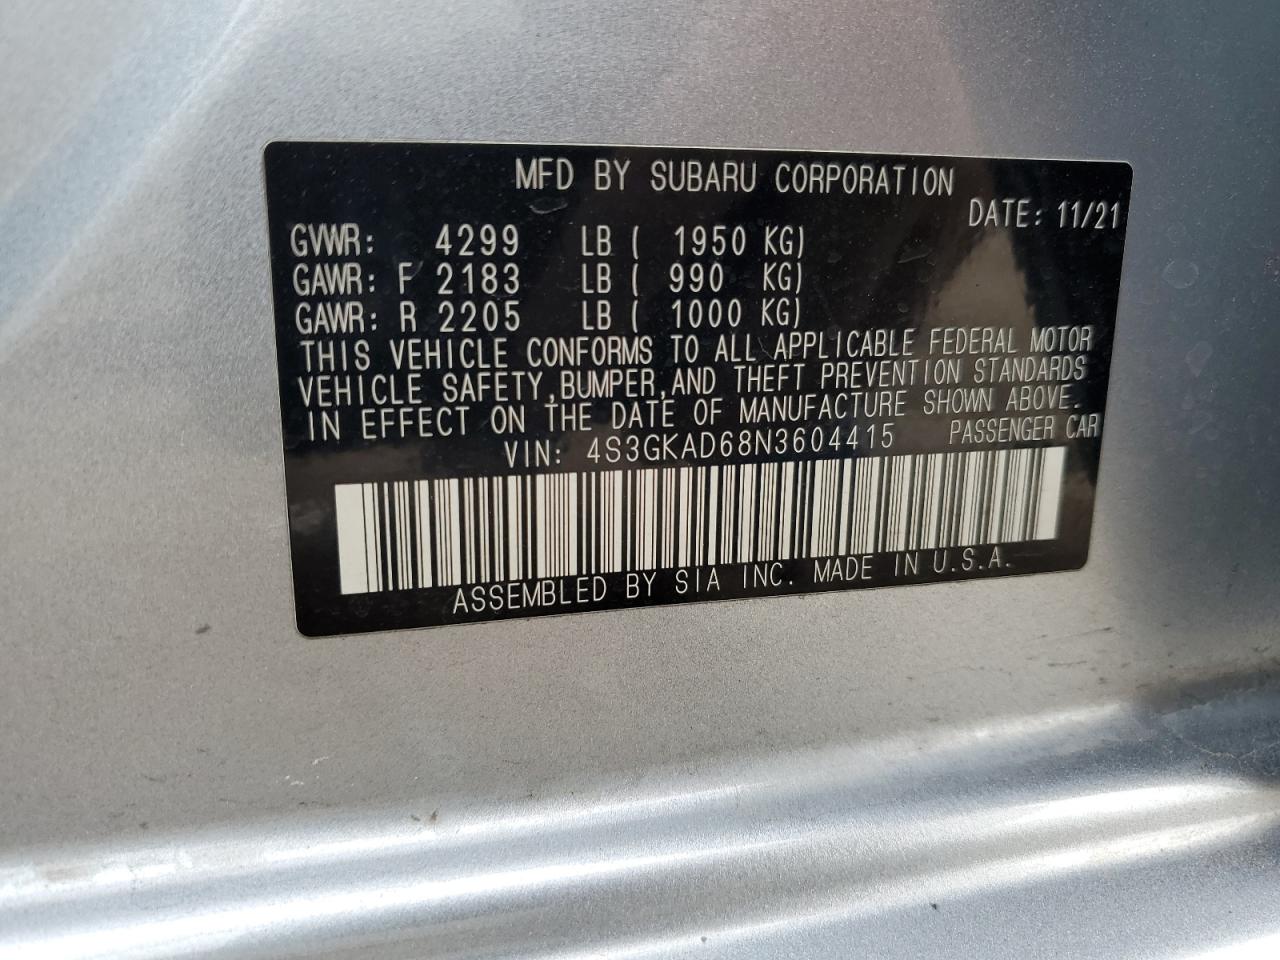 MFD BY SUBARU CORPORATION
DATE: 11/21
GVWR: 4299 LB ( 1950 KG)
GAWR: F 2183 LB ( 990 KG)
GAWR: R 2205 LB ( 1000 KG)
THIS VEHICLE CONFORMS TO ALL APPLICABLE FEDERAL MOTOR
VEHICLE SAFETY, BUMPER, AND THEFT PREVENTION STANDARDS
IN EFFECT ON THE DATE OF MANUFACTURE SHOWN ABOVE.
VIN: 4S3GKAD68N3604415 PASSENGER CAR
ASSEMBLED BY SIA INC. MADE IN U.S.A.